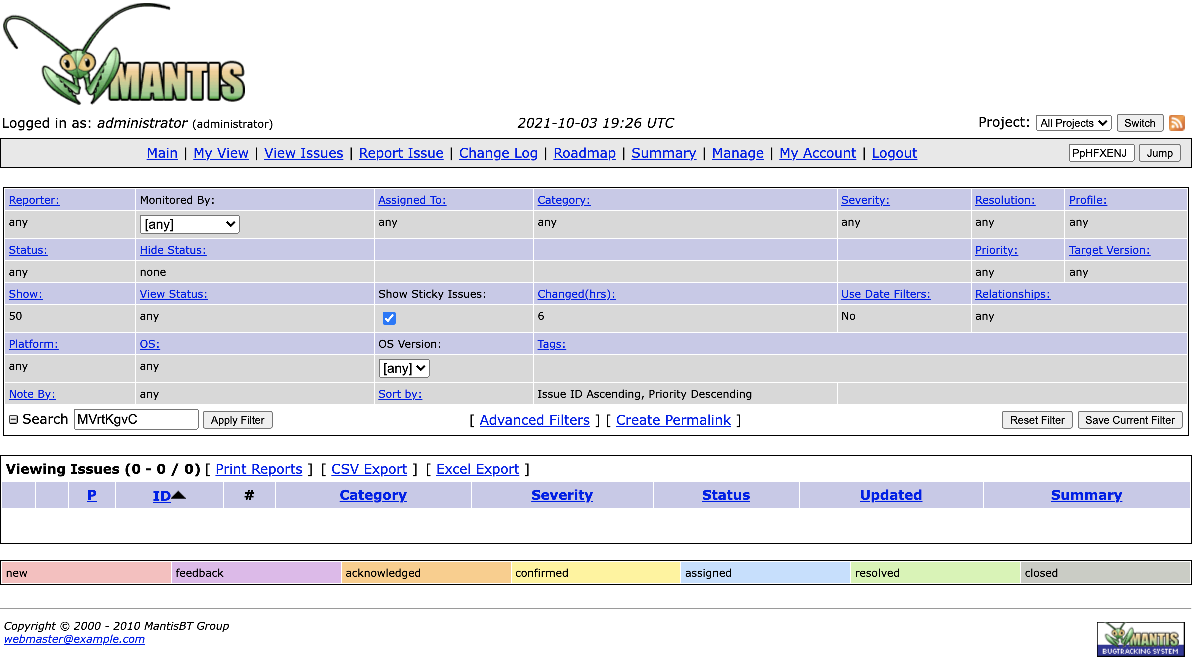 MANTIS
Logged in as: administrator (administrator) 2021-10-03 19:26 UTC Project: All Projects Switch
Main | My View | View Issues | Report Issue | Change Log | Roadmap | Summary | Manage | My Account | Logout PpHFXENJ Jump
Reporter: Monitored By: Assigned To: Category: Severity: Resolution: Profile:
any [any] any any any any any
Status: Hide Status: Priority: Target Version:
any none any any
Show: View Status: Show Sticky Issues: Changed(hrs): Use Date Filters: Relationships:
50 any 6 No any
Platform: OS: OS Version: Tags:
any any [any]
Note By: any Sort by: Issue ID Ascending, Priority Descending
Search MVrtKgvC Apply Filter [ Advanced Filters ] [ Create Permalink ] Reset Filter Save Current Filter
Viewing Issues (0 - 0 / 0) [ Print Reports ] [ CSV Export ] [ Excel Export ]
P ID # Category Severity Status Updated Summary
new feedback acknowledged confirmed assigned resolved closed
Copyright © 2000 - 2010 MantisBT Group
webmaster@example.com
MANTIS
BUGTRACKING SYSTEM